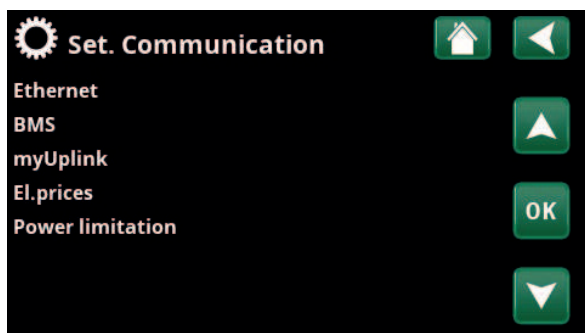 Set. Communication
Ethernet
BMS
myUplink
El.prices
OK
Power limitation